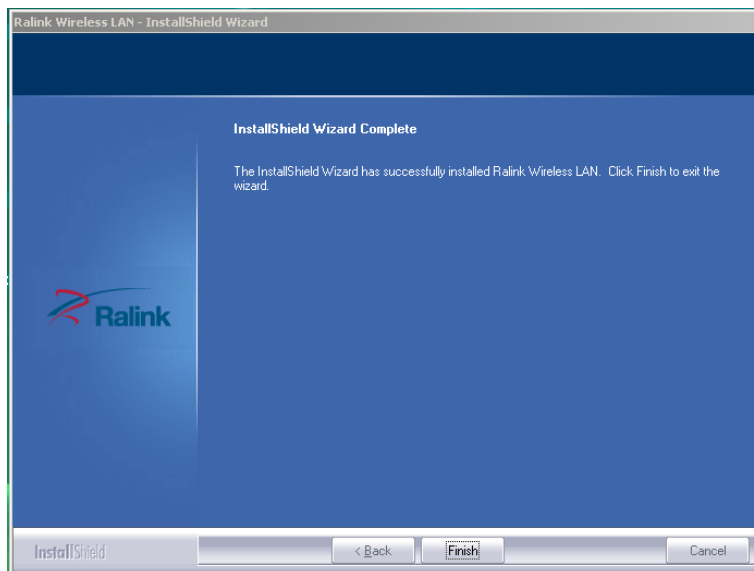 Ralink Wireless LAN - InstallShield Wizard
InstallShield Wizard Complete
The InstallShield Wizard has successfully installed Ralink Wireless LAN. Click Finish to exit the
wizard.
Ralink
InstallShield
< Back
Finish
Cancel